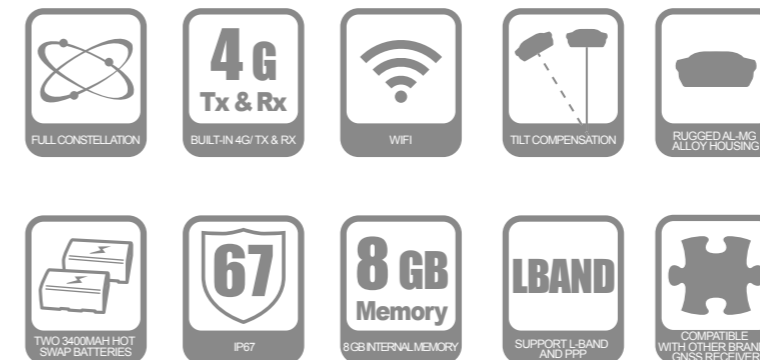 4 G
Tx & Rx
FULL CONSTELLATION
BUILT-IN 4G/ TX & RX
WIFI
TILT COMPENSATION
RUGGED AL-MG
ALLOY HOUSING
67
8 GB
Memory
LBAND
TWO 3400MAH HOT
SWAP BATTERIES
IP67
8 GB INTERNAL MEMORY
SUPPORT L-BAND
AND PPP
COMPATIBLE
WITH OTHER BRAND
GNSS RECEIVER